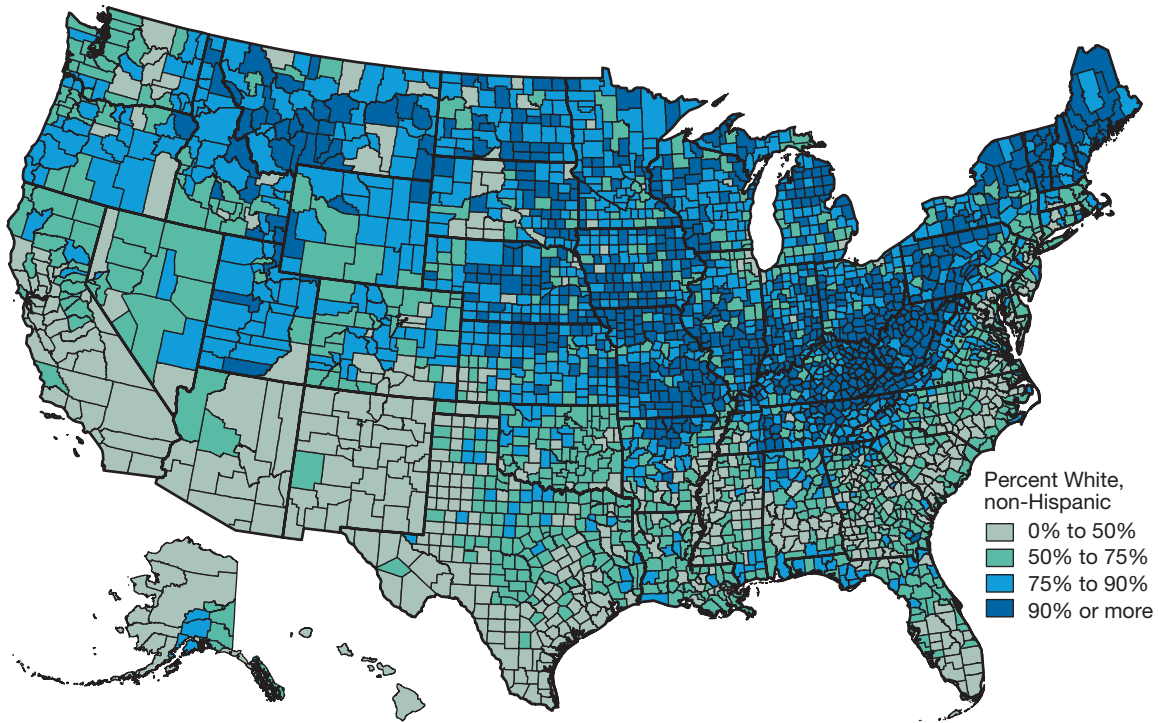 Percent White,
non-Hispanic
0% to 50%
50% to 75%
75% to 90%
90% or more